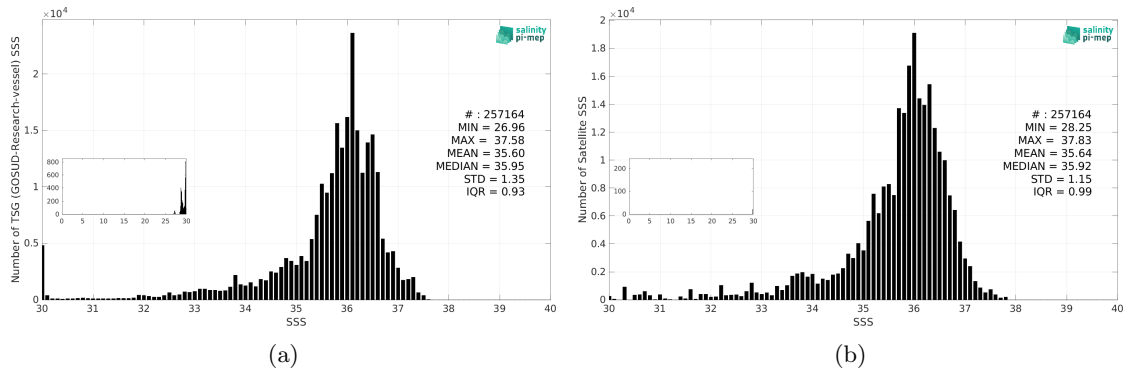 ×10⁴
2
1.5
1
0.5
0
30 31 32 33 34 35 36 37 38 39 40
SSS
Number of TSG (GOSUD-Research-vessel) SSS
salinity
pi-mep
# : 257164
MIN = 26.96
MAX = 37.58
MEAN = 35.60
MEDIAN = 35.95
STD = 1.35
IQR = 0.93
800
600
400
200
0
0 5 10 15 20 25 30
(a)
×10⁴
2
1.8
1.6
1.4
1.2
1
0.8
0.6
0.4
0.2
0
30 31 32 33 34 35 36 37 38 39 40
SSS
Number of Satellite SSS
salinity
pi-mep
# : 257164
MIN = 28.25
MAX = 37.83
MEAN = 35.64
MEDIAN = 35.92
STD = 1.15
IQR = 0.99
200
100
0
0 5 10 15 20 25 30
(b)